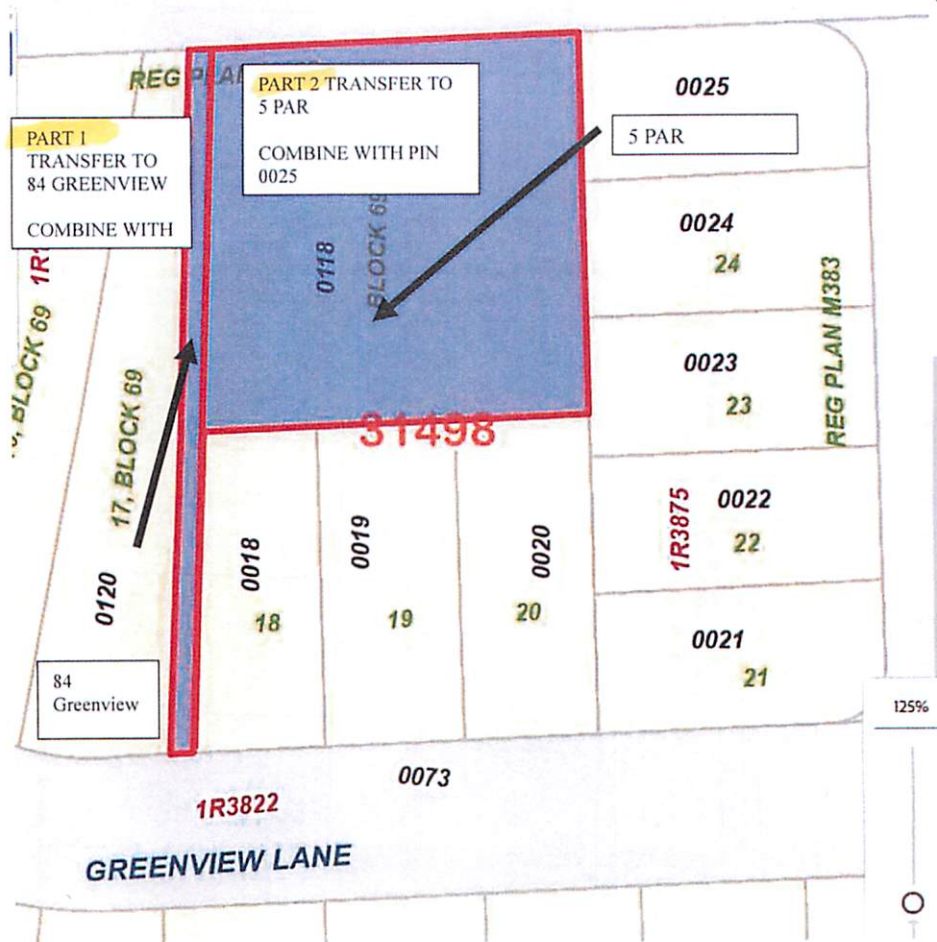 REG PLA
PART 1
TRANSFER TO
84 GREENVIEW
COMBINE WITH
PART 2 TRANSFER TO
5 PAR
COMBINE WITH PIN
0025
5 PAR
0025
0024
24
0023
23
REG PLAN M383
0118
BLOCK 69
1R
BLOCK 69
17, BLOCK 69
31498
0120
0018
18
0019
19
0020
20
1R3875
0022
22
0021
21
84
Greenview
125%
0073
1R3822
GREENVIEW LANE